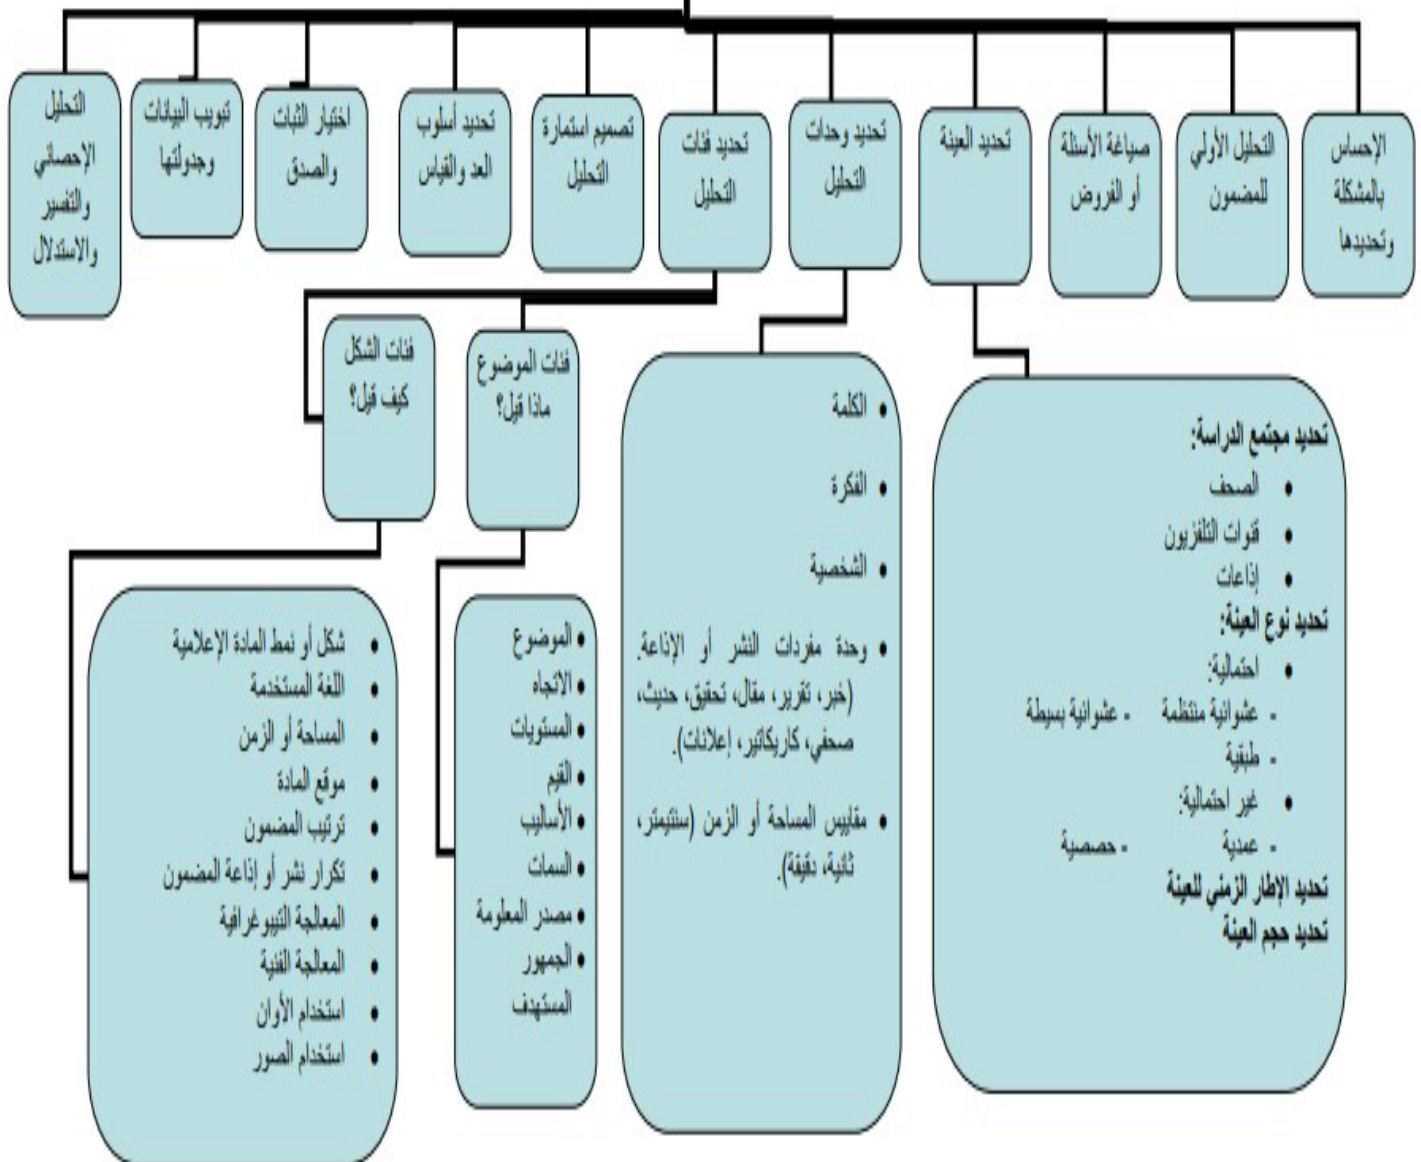 الإحساس
بالمشكلة
وتحديدها
التحليل الأولي
للمضمون
صياغة الأسئلة
أو الفروض
تحديد العينة
تحديد وحدات
التحليل
تحديد فئات
التحليل
تصميم استمارة
التحليل
تحديد أسلوب
العد والقياس
اختيار الثبات
والصدق
تبويب البيانات
وجدولتها
التحليل
الإحصائي
والتفسير
والاستدلال
تحديد مجتمع الدراسة:
• الصحف
• قنوات التلفزيون
• إذاعات
تحديد نوع العينة:
• احتمالية:
- عشوائية منتظمة - عشوائية بسيطة
- طبقية
• غير احتمالية:
- عمدية - حصصية
تحديد الإطار الزمني للعينة
تحديد حجم العينة
• الكلمة
• الفكرة
• الشخصية
• وحدة مفردات النشر أو الإذاعة.
(خبر، تقرير، مقال، تحقيق، حديث،
صحفي، كاريكاتير، إعلانات).
• مقاييس المساحة أو الزمن (سنتيمتر،
ثانية، دقيقة).
فئات الموضوع
ماذا قيل؟
• الموضوع
• الاتجاه
• المستويات
• القيم
• الأساليب
• السمات
• مصدر المعلومة
• الجمهور
المستهدف
فئات الشكل
كيف قيل؟
• شكل أو نمط المادة الإعلامية
• اللغة المستخدمة
• المساحة أو الزمن
• موقع المادة
• ترتيب المضمون
• تكرار نشر أو إذاعة المضمون
• المعالجة التيبوغرافية
• المعالجة الفنية
• استخدام الأوان
• استخدام الصور